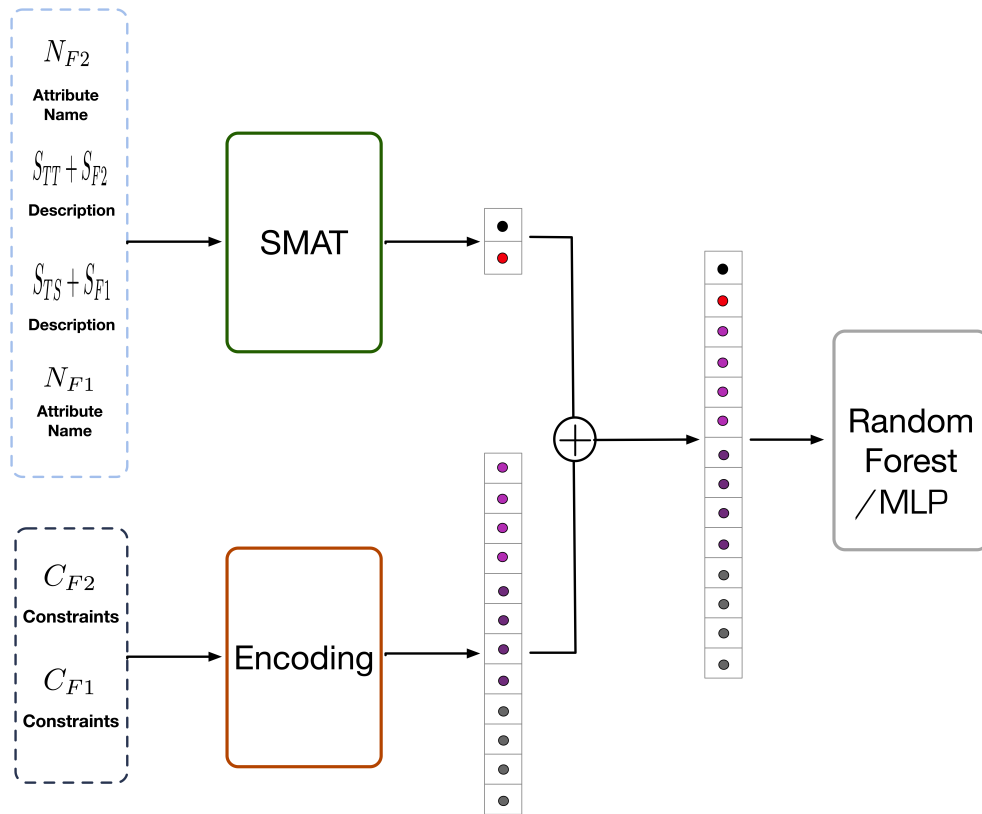 N_{F2}
Attribute
Name
S_{TT} + S_{F2}
Description
S_{TS} + S_{F1}
Description
N_{F1}
Attribute
Name
SMAT
C_{F2}
Constraints
C_{F1}
Constraints
Encoding
Random
Forest
/MLP